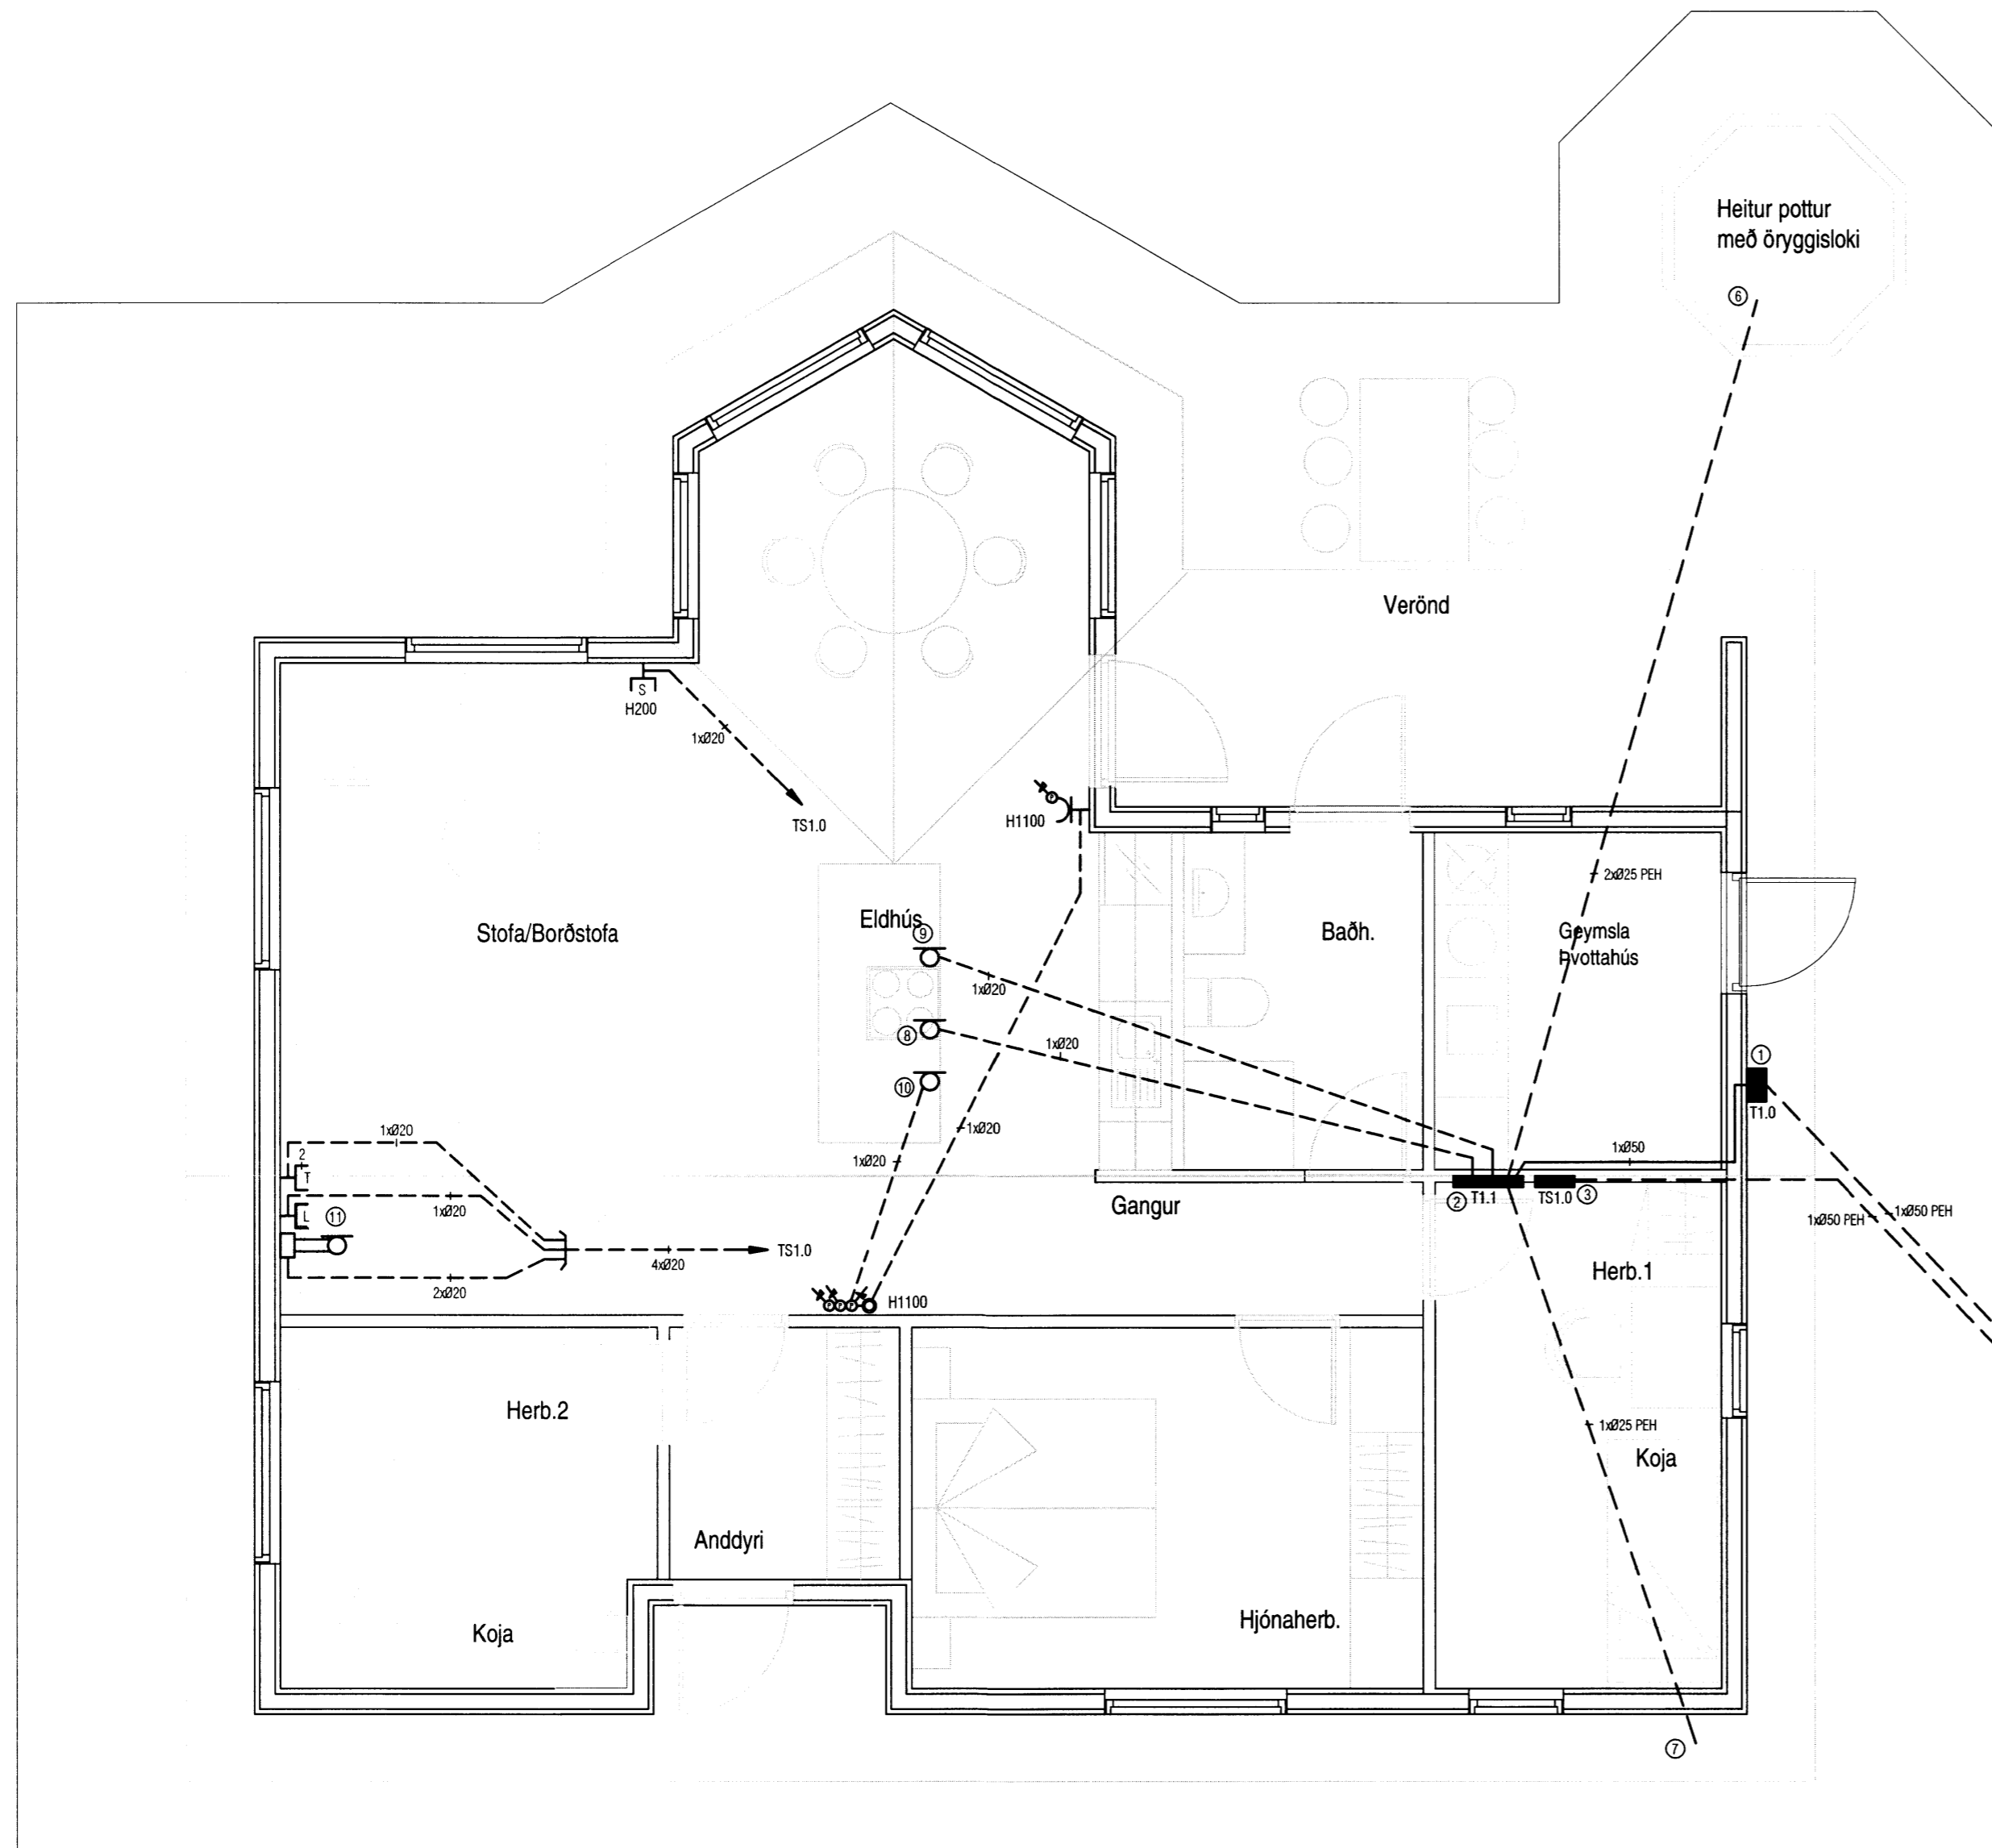 Heitur pottur
með öryggisloki
6
Verönd
S
H200
1xØ20
TS1.0
H1100
2xØ25 PEH
Stofa/Borðstofa
Eldhús
9
Baðh.
Geymsla
Þvottahús
1xØ20
8
1xØ20
10
1
T1.0
1xØ20
2
T
1xØ20
1xØ20
1xØ50
L
1xØ20
11
Gangur
2
T1.1
TS1.0
3
1xØ50 PEH
1xØ50 PEH
4xØ20
TS1.0
2xØ20
H1100
Herb.1
Herb.2
1xØ25 PEH
Koja
Anddyri
Koja
Hjónaherb.
7